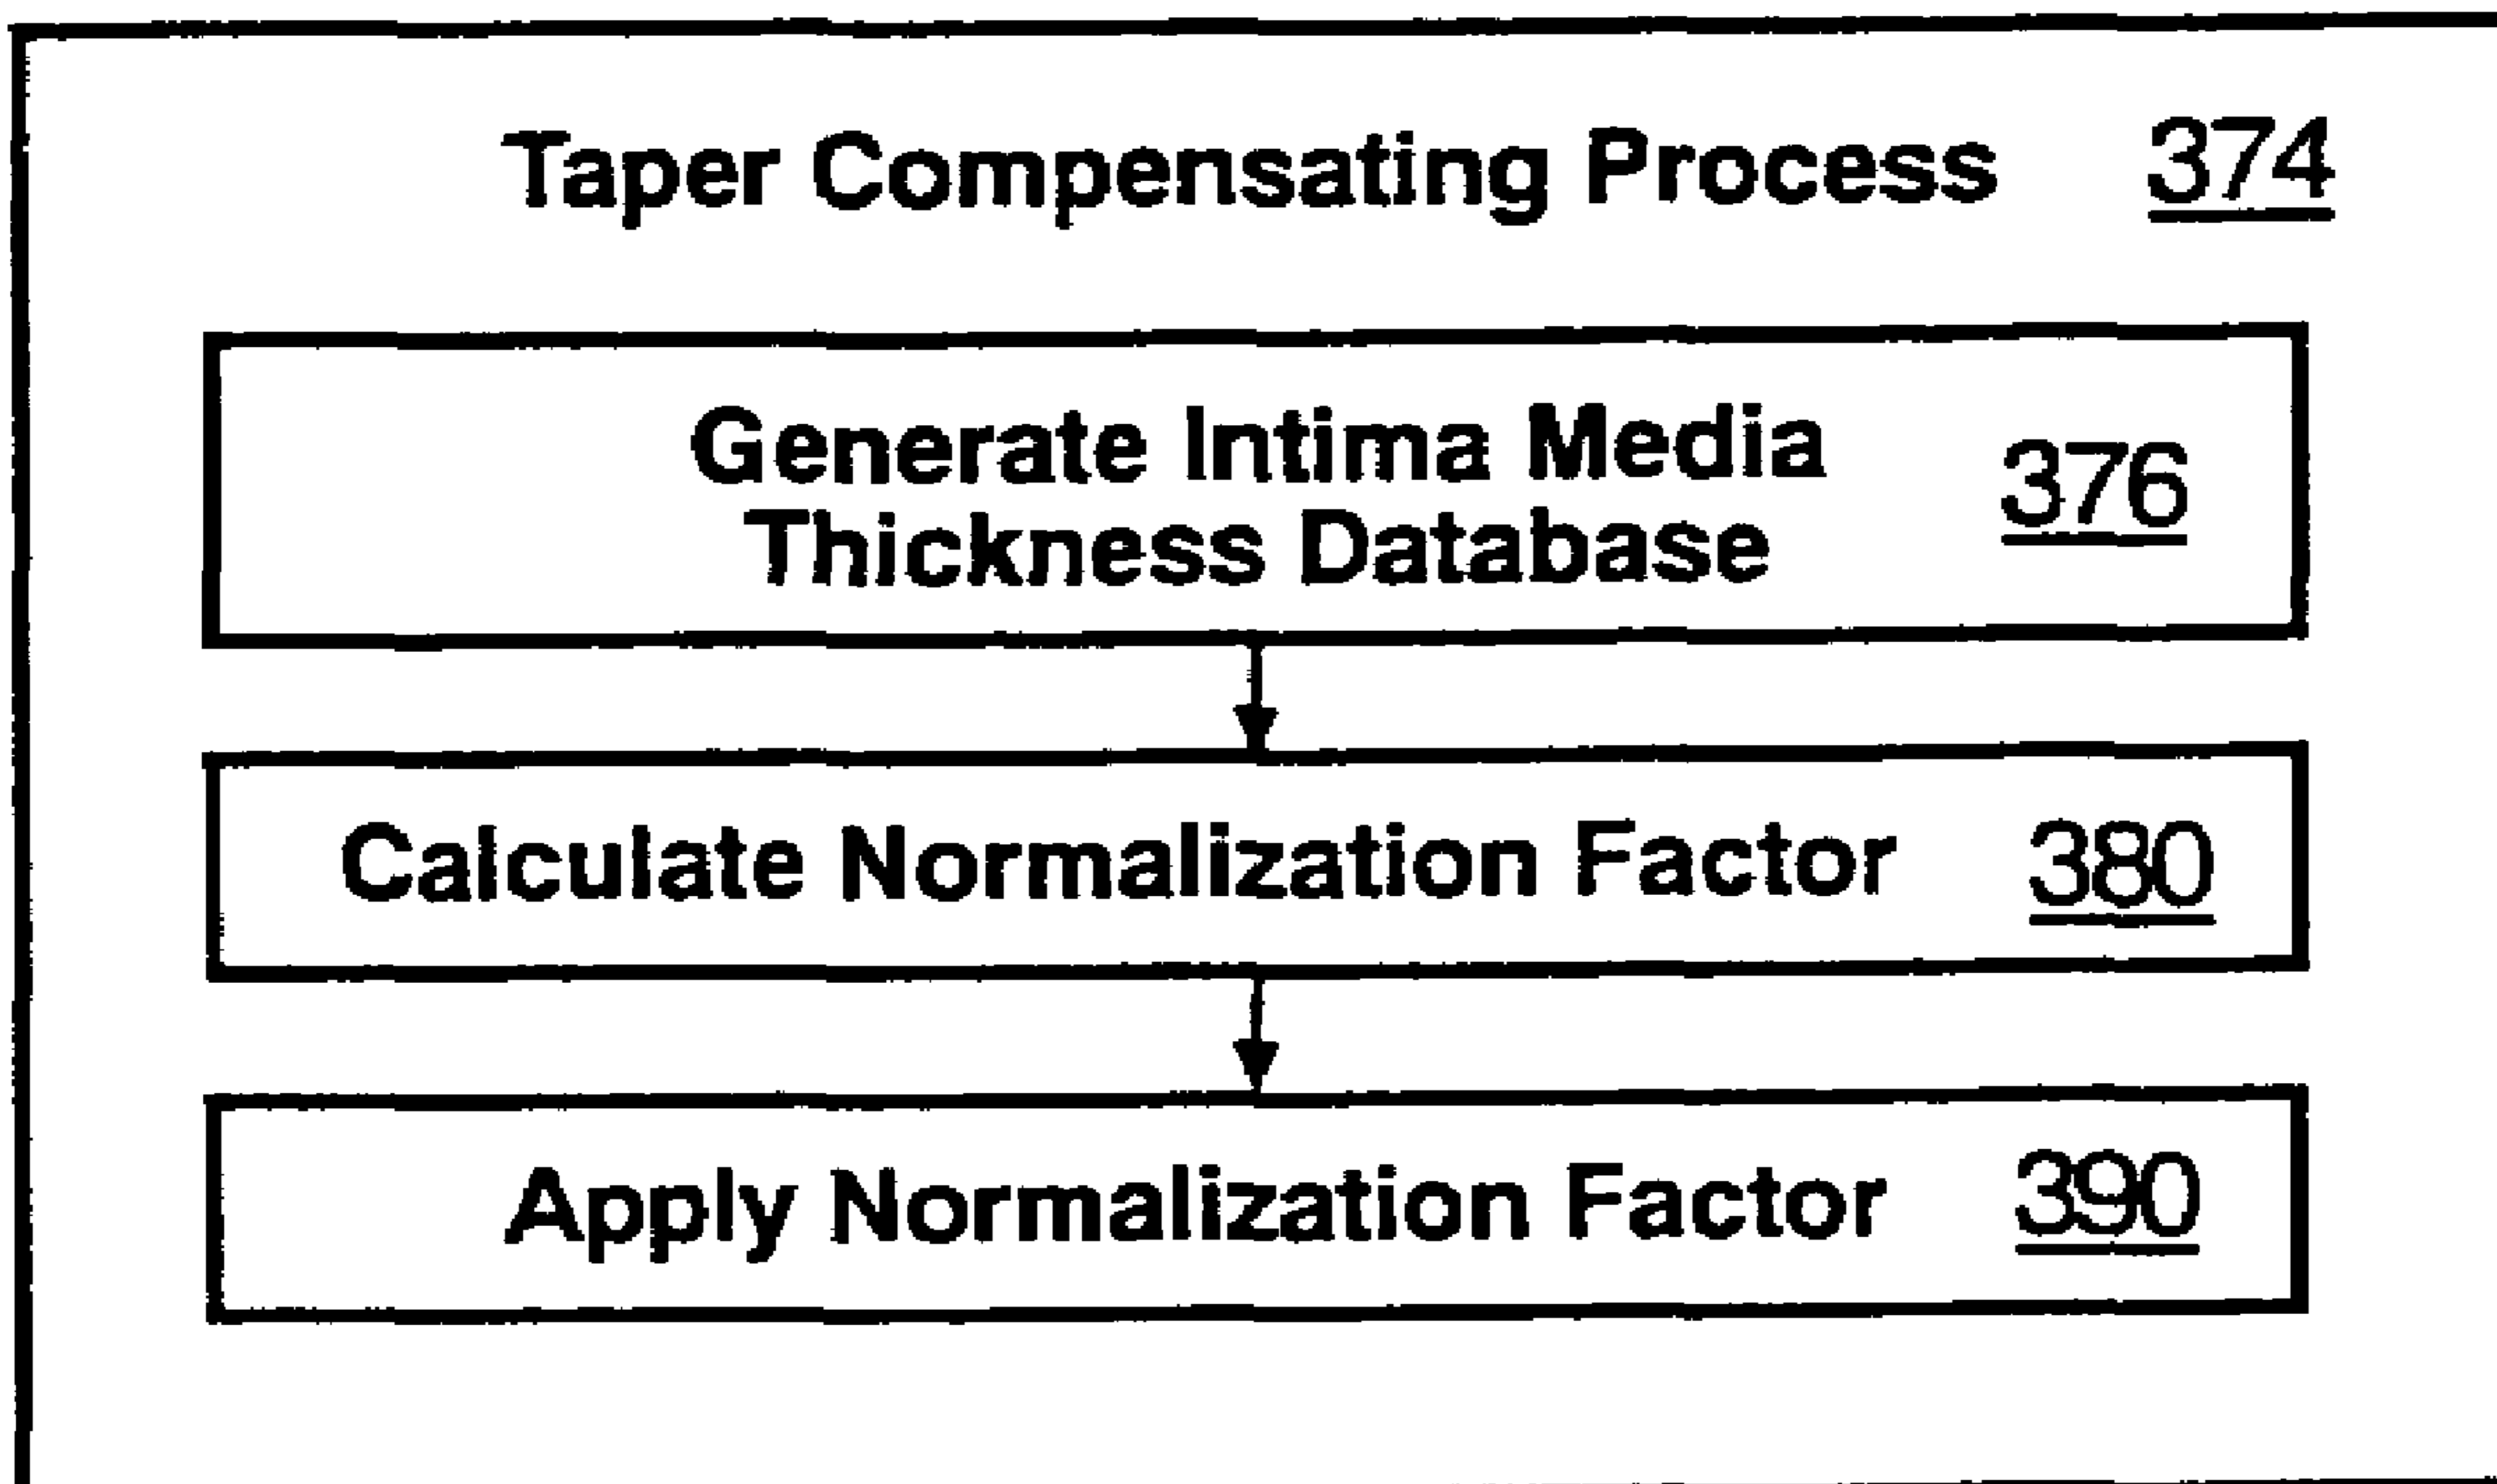 Taper Compensating Process 374
Generate Intima Media
Thickness Database 376
Calculate Normalization Factor 380
Apply Normalization Factor 390